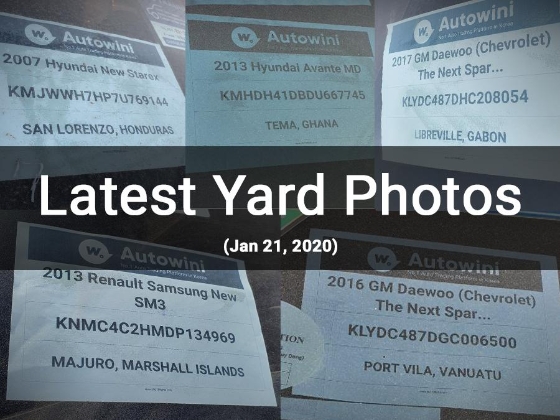 Autowini
2007 Hyundai New Starex
KMJWWH7HP7U769144
SAN LORENZO, HONDURAS
Autowini
2013 Hyundai Avante MD
KMHDH41DBDU667745
TEMA, GHANA
Autowini
2017 GM Daewoo (Chevrolet)
The Next Spar...
KLYDC487DHC208054
LIBREVILLE, GABON
Latest Yard Photos
(Jan 21, 2020)
Autowini
2013 Renault Samsung New
SM3
KNMC4C2HMDP134969
MAJURO, MARSHALL ISLANDS
Autowini
2016 GM Daewoo (Chevrolet)
The Next Spar...
KLYDC487DGC006500
PORT VILA, VANUATU